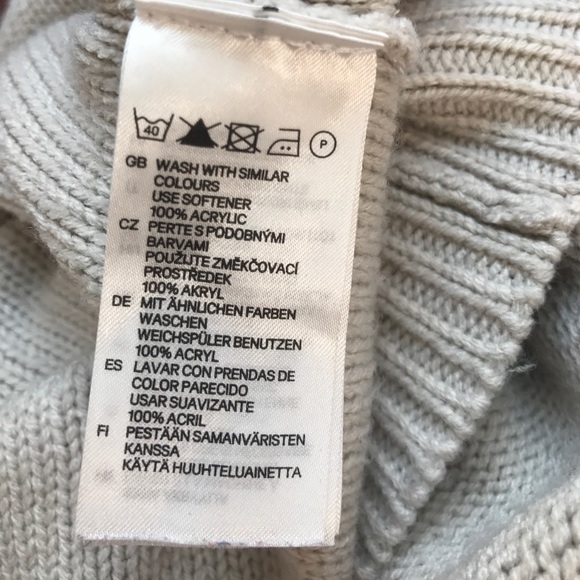 40
P
GB WASH WITH SIMILAR
COLOURS
USE SOFTENER
100% ACRYLIC
CZ PERTE S PODOBNÝMI
BARVAMI
POUŽIJTE ZMĚKČOVACÍ
PROSTŘEDEK
100% AKRYL
DE MIT ÄHNLICHEN FARBEN
WASCHEN
WEICHSPÜLER BENUTZEN
100% ACRYL
ES LAVAR CON PRENDAS DE
COLOR PARECIDO
USAR SUAVIZANTE
100% ACRIL
FI PESTÄÄN SAMANVÄRISTEN
KANSSA
KÄYTÄ HUUHTELUAINETTA